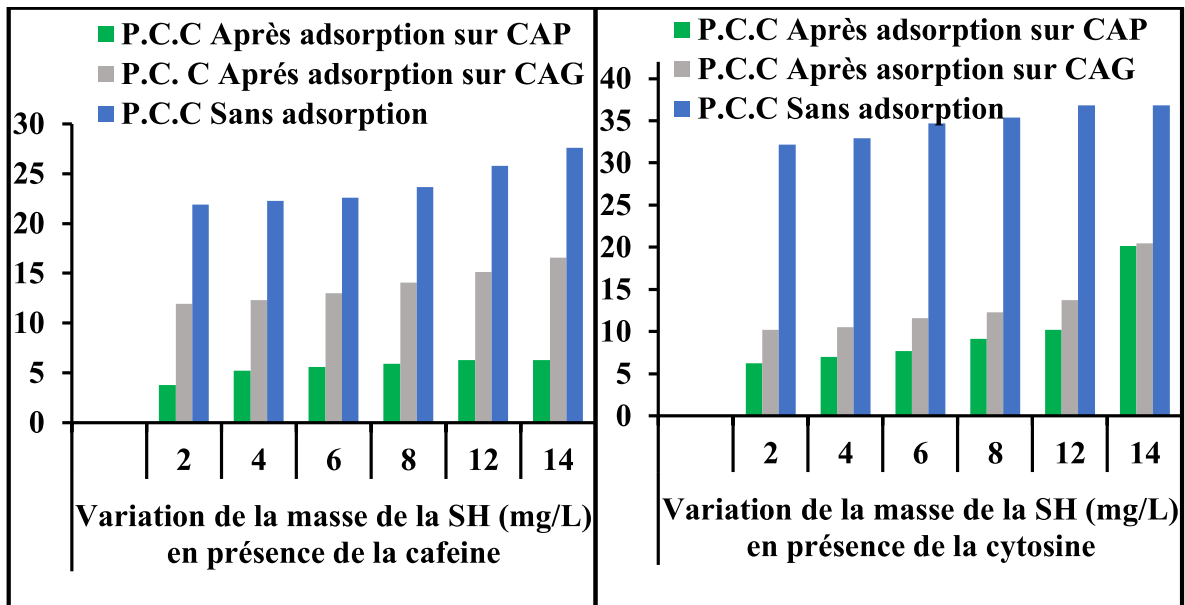 P.C.C Après adsorption sur CAP
P.C. C Aprés adsorption sur CAG
P.C.C Sans adsorption
30
25
20
15
10
5
0
2 4 6 8 12 14
Variation de la masse de la SH (mg/L)
en présence de la cafeine
P.C.C Après adsorption sur CAP
P.C.C Après asorption sur CAG
P.C.C Sans adsorption
40
35
30
25
20
15
10
5
0
2 4 6 8 12 14
Variation de la masse de la SH (mg/L)
en présence de la cytosine